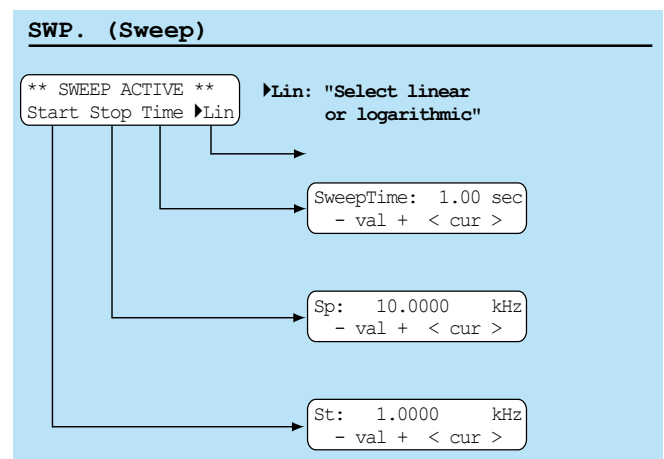 SWP. (Sweep)
** SWEEP ACTIVE **
Start Stop Time ▶Lin
▶Lin: "Select linear
or logarithmic"
SweepTime: 1.00 sec
- val + < cur >
Sp: 10.0000 kHz
- val + < cur >
St: 1.0000 kHz
- val + < cur >